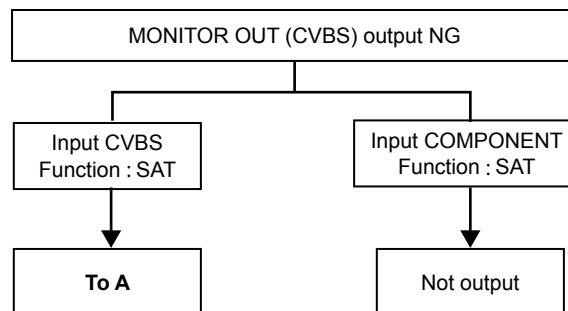 MONITOR OUT (CVBS) output NG
Input CVBS
Function : SAT
Input COMPONENT
Function : SAT
To A
Not output